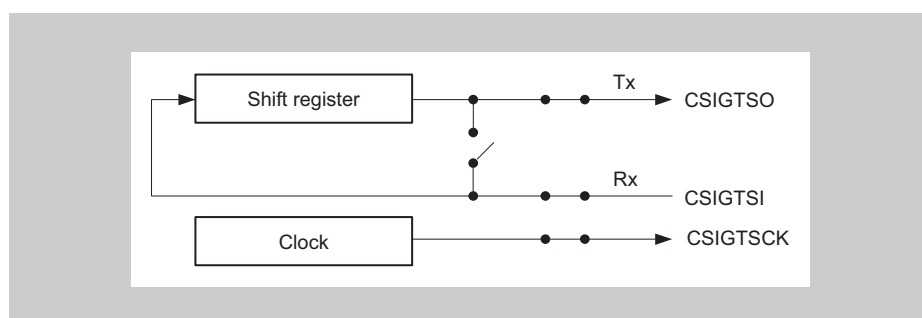 Shift register
Tx
CSIGTSO
Rx
CSIGTSI
Clock
CSIGTSCK